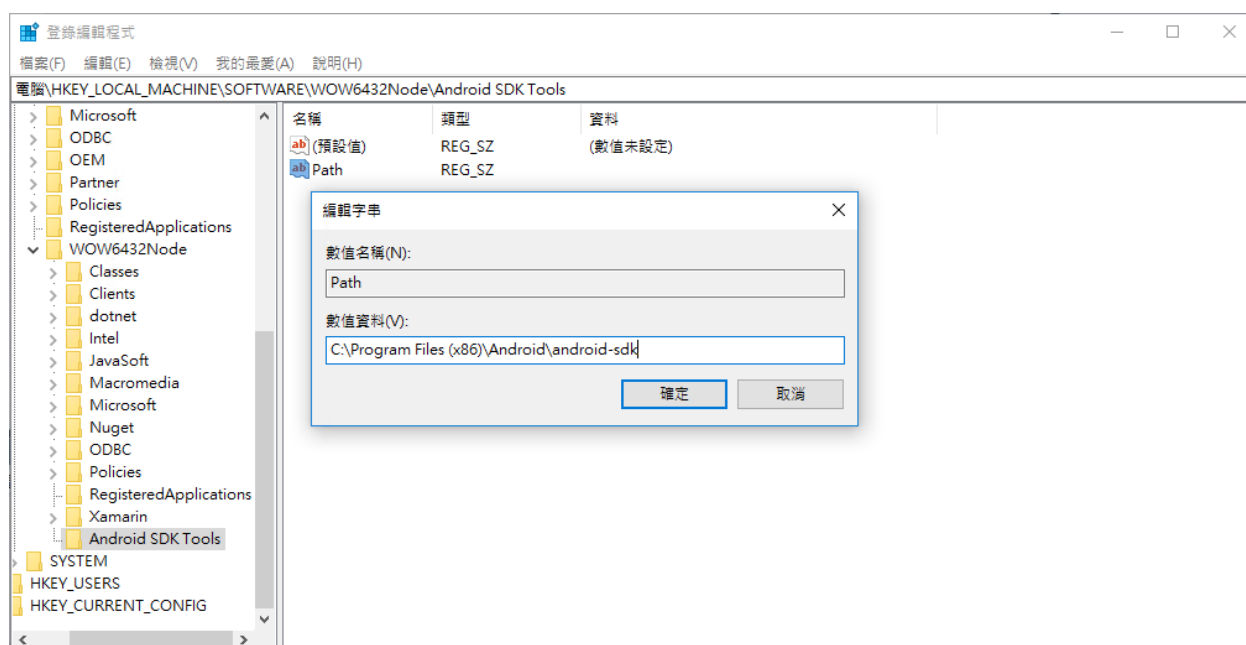 登錄編輯程式
檔案(F) 編輯(E) 檢視(V) 我的最愛(A) 說明(H)
電腦\HKEY_LOCAL_MACHINE\SOFTWARE\WOW6432Node\Android SDK Tools
Microsoft
ODBC
OEM
Partner
Policies
RegisteredApplications
WOW6432Node
Classes
Clients
dotnet
Intel
JavaSoft
Macromedia
Microsoft
Nuget
ODBC
Policies
RegisteredApplications
Xamarin
Android SDK Tools
SYSTEM
HKEY_USERS
HKEY_CURRENT_CONFIG
名稱 類型 資料
ab (預設值) REG_SZ (數值未設定)
ab Path REG_SZ
編輯字串
數值名稱(N):
Path
數值資料(V):
C:\Program Files (x86)\Android\android-sdk
確定 取消